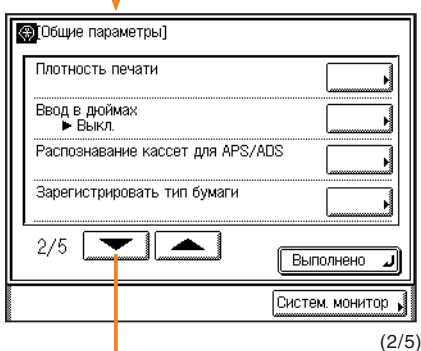 [Общие параметры]
Плотность печати
Ввод в дюймах
► Выкл.
Распознавание кассет для APS/ADS
Зарегистрировать тип бумаги
2/5
Выполнено
Систем. монитор
(2/5)